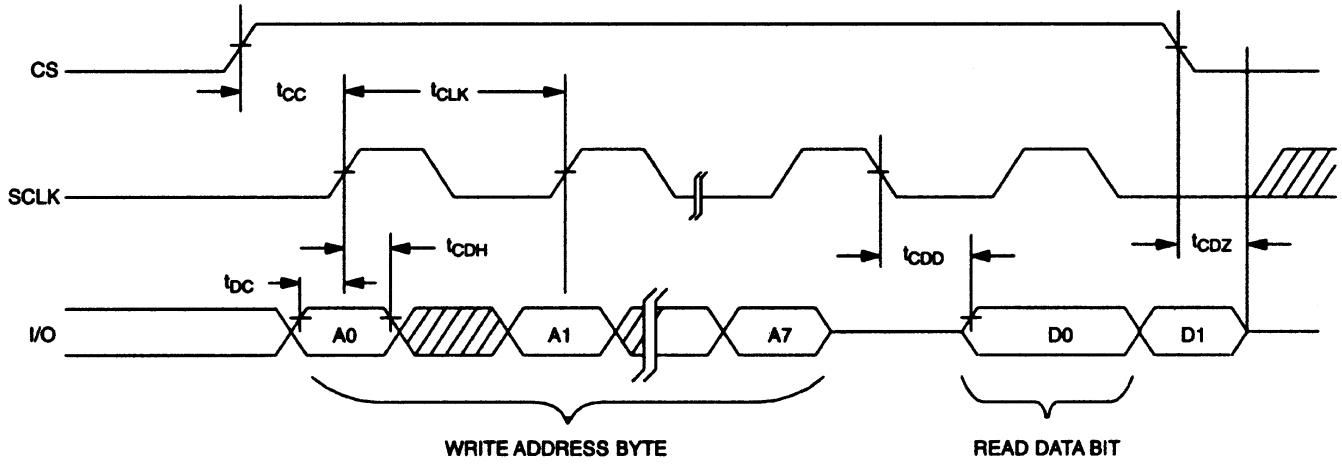 CS
tCC
tCLK
SCLK
tCDH
tCDD
tCDZ
tDC
I/O
A0
A1
A7
D0
D1
WRITE ADDRESS BYTE
READ DATA BIT